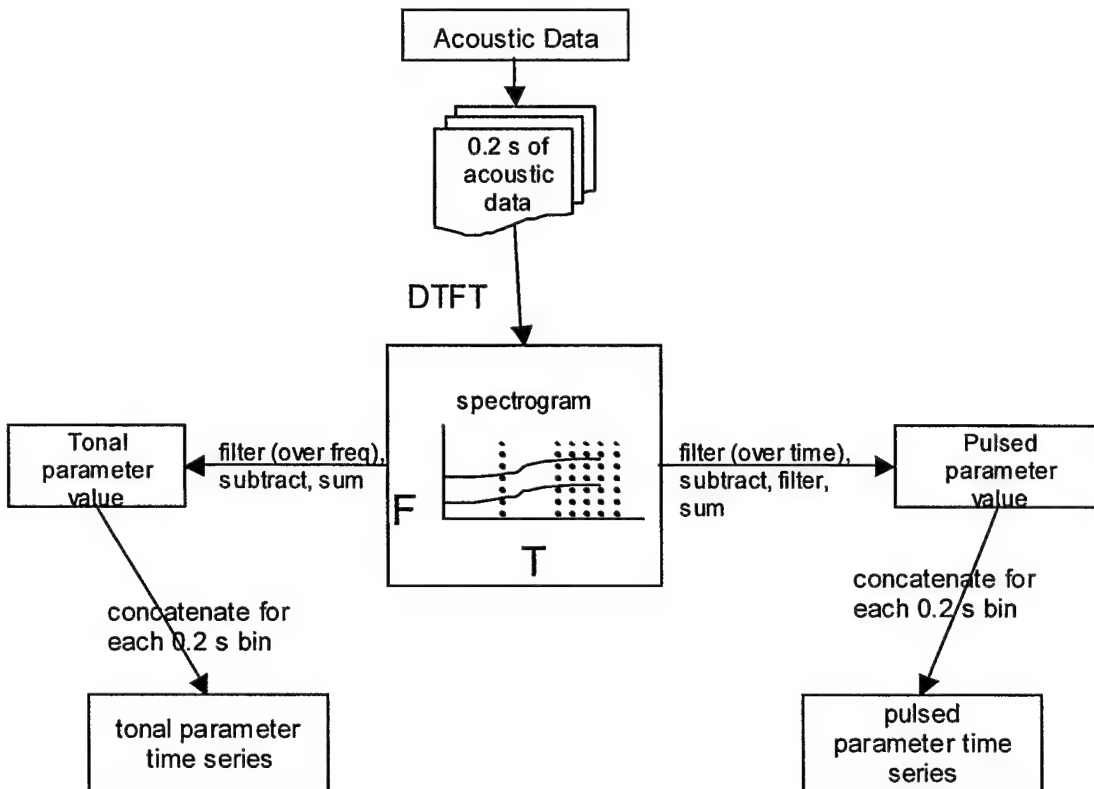 Acoustic Data
0.2 s of
acoustic
data
DTFT
spectrogram
F
T
Tonal
parameter
value
filter (over freq),
subtract, sum
filter (over time),
subtract, filter,
sum
Pulsed
parameter
value
concatenate for
each 0.2 s bin
concatenate for
each 0.2 s bin
tonal parameter
time series
pulsed
parameter time
series